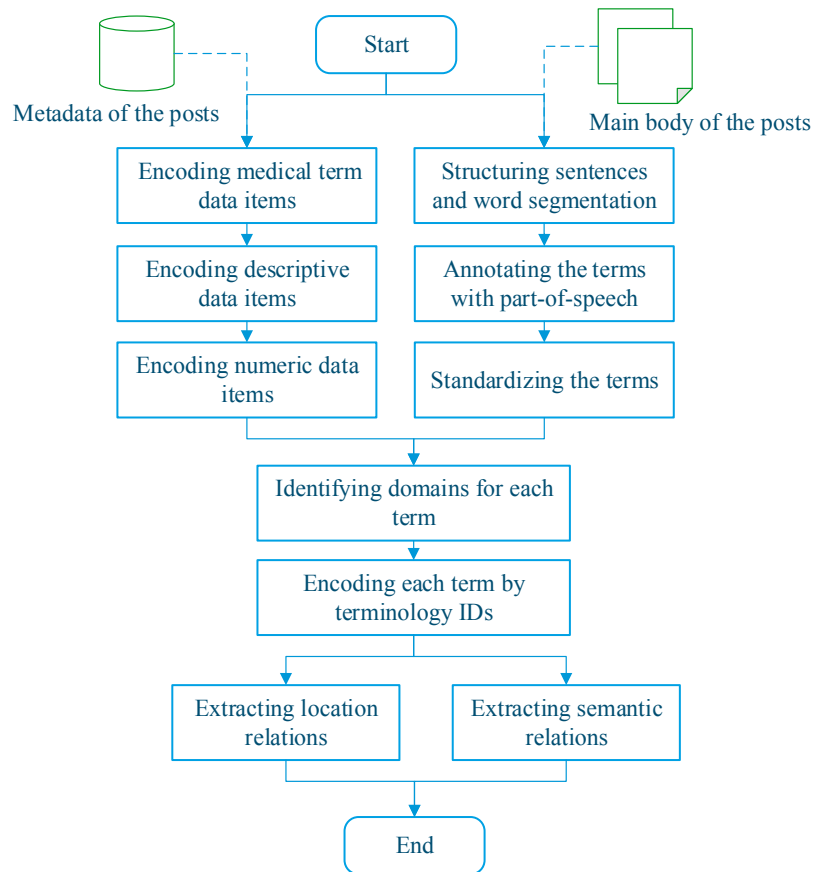 Start
Metadata of the posts
Main body of the posts
Encoding medical term
data items
Structuring sentences
and word segmentation
Encoding descriptive
data items
Annotating the terms
with part-of-speech
Encoding numeric data
items
Standardizing the terms
Identifying domains for each
term
Encoding each term by
terminology IDs
Extracting location
relations
Extracting semantic
relations
End